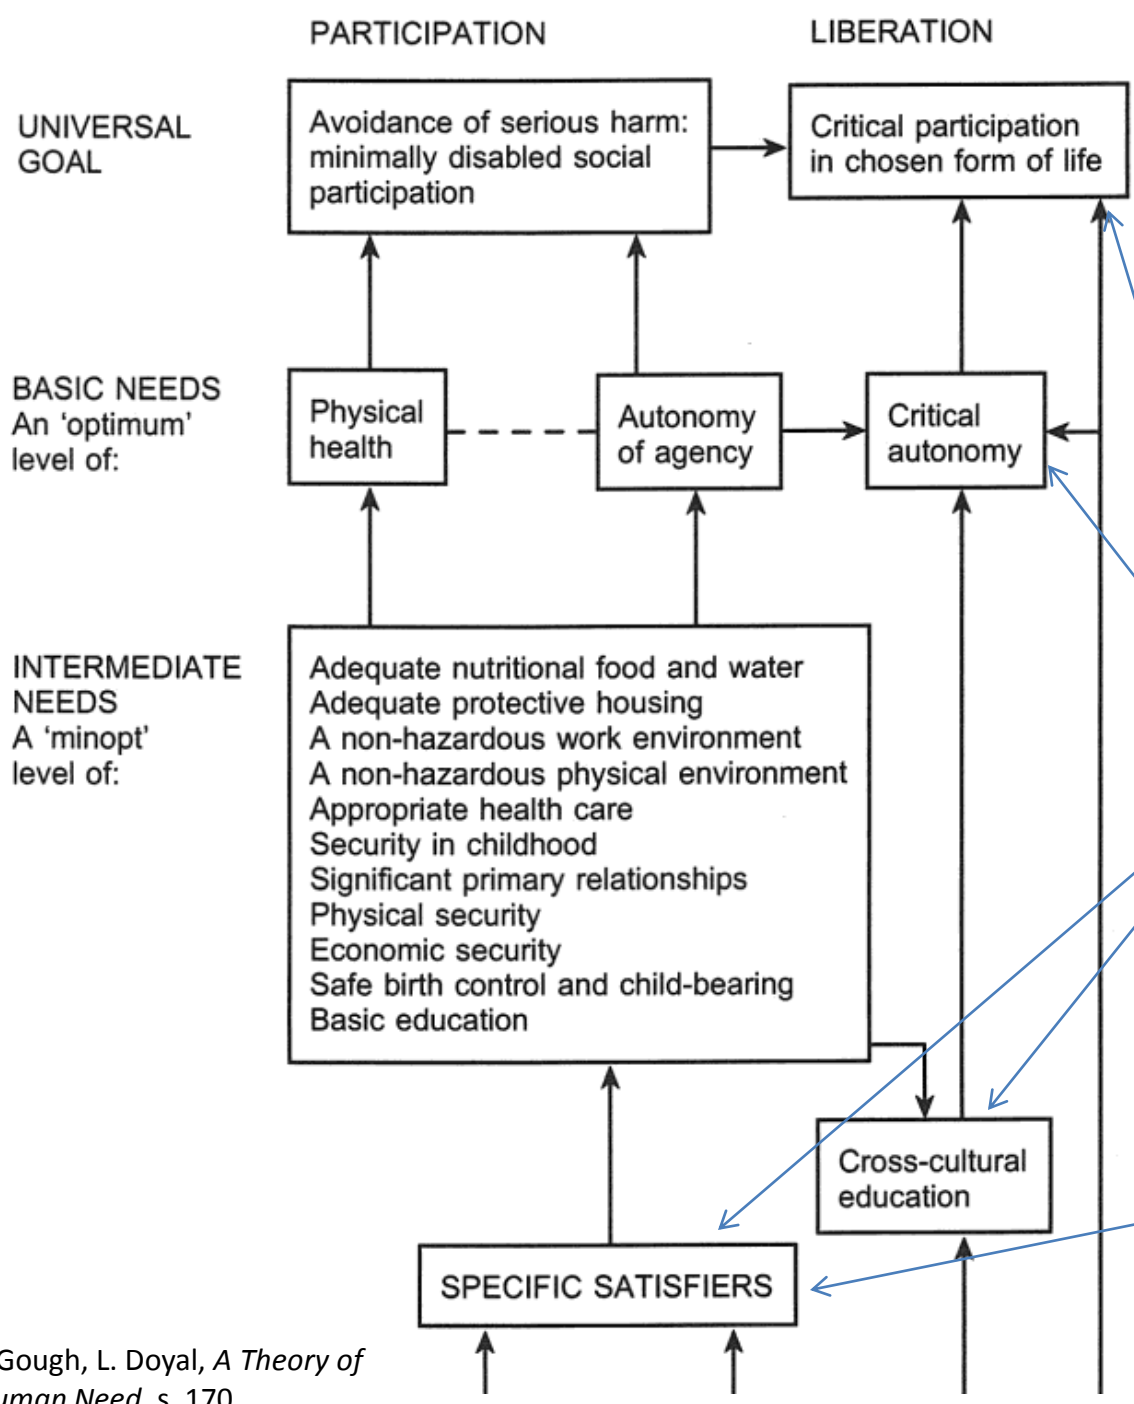 PARTICIPATION
LIBERATION
UNIVERSAL
GOAL
Avoidance of serious harm:
minimally disabled social
participation
Critical participation
in chosen form of life
BASIC NEEDS
An ‘optimum’
level of:
Physical
health
Autonomy
of agency
Critical
autonomy
INTERMEDIATE
NEEDS
A ‘minopt’
level of:
Adequate nutritional food and water
Adequate protective housing
A non-hazardous work environment
A non-hazardous physical environment
Appropriate health care
Security in childhood
Significant primary relationships
Physical security
Economic security
Safe birth control and child-bearing
Basic education
Cross-cultural
education
SPECIFIC SATISFIERS
Gough, L. Doyal, A Theory of
Need, s. 170